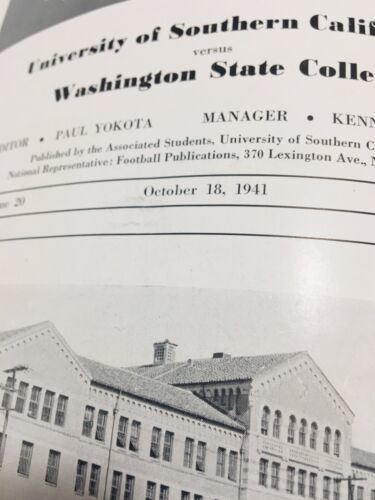 University of Southern Calif
versus
Washington State Colle
DITOR • PAUL YOKOTA MANAGER • KENN
Published by the Associated Students, University of Southern C
National Representative: Football Publications, 370 Lexington Ave., N
me 20 October 18, 1941